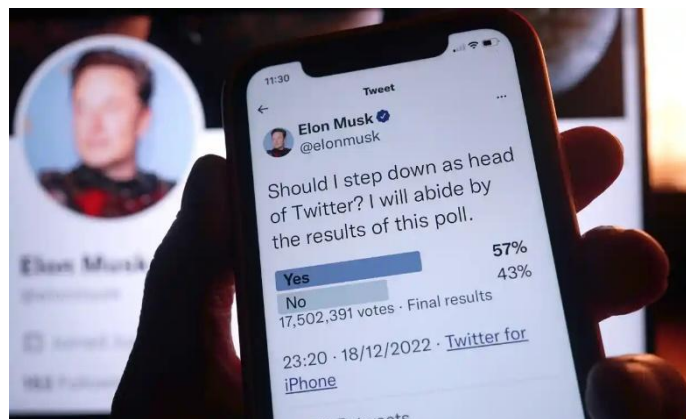 11:30
Tweet
Elon Musk
@elonmusk
Should I step down as head
of Twitter? I will abide by
the results of this poll.
Yes 57%
No 43%
17,502,391 votes · Final results
23:20 · 18/12/2022 · Twitter for
iPhone
Elon Musk